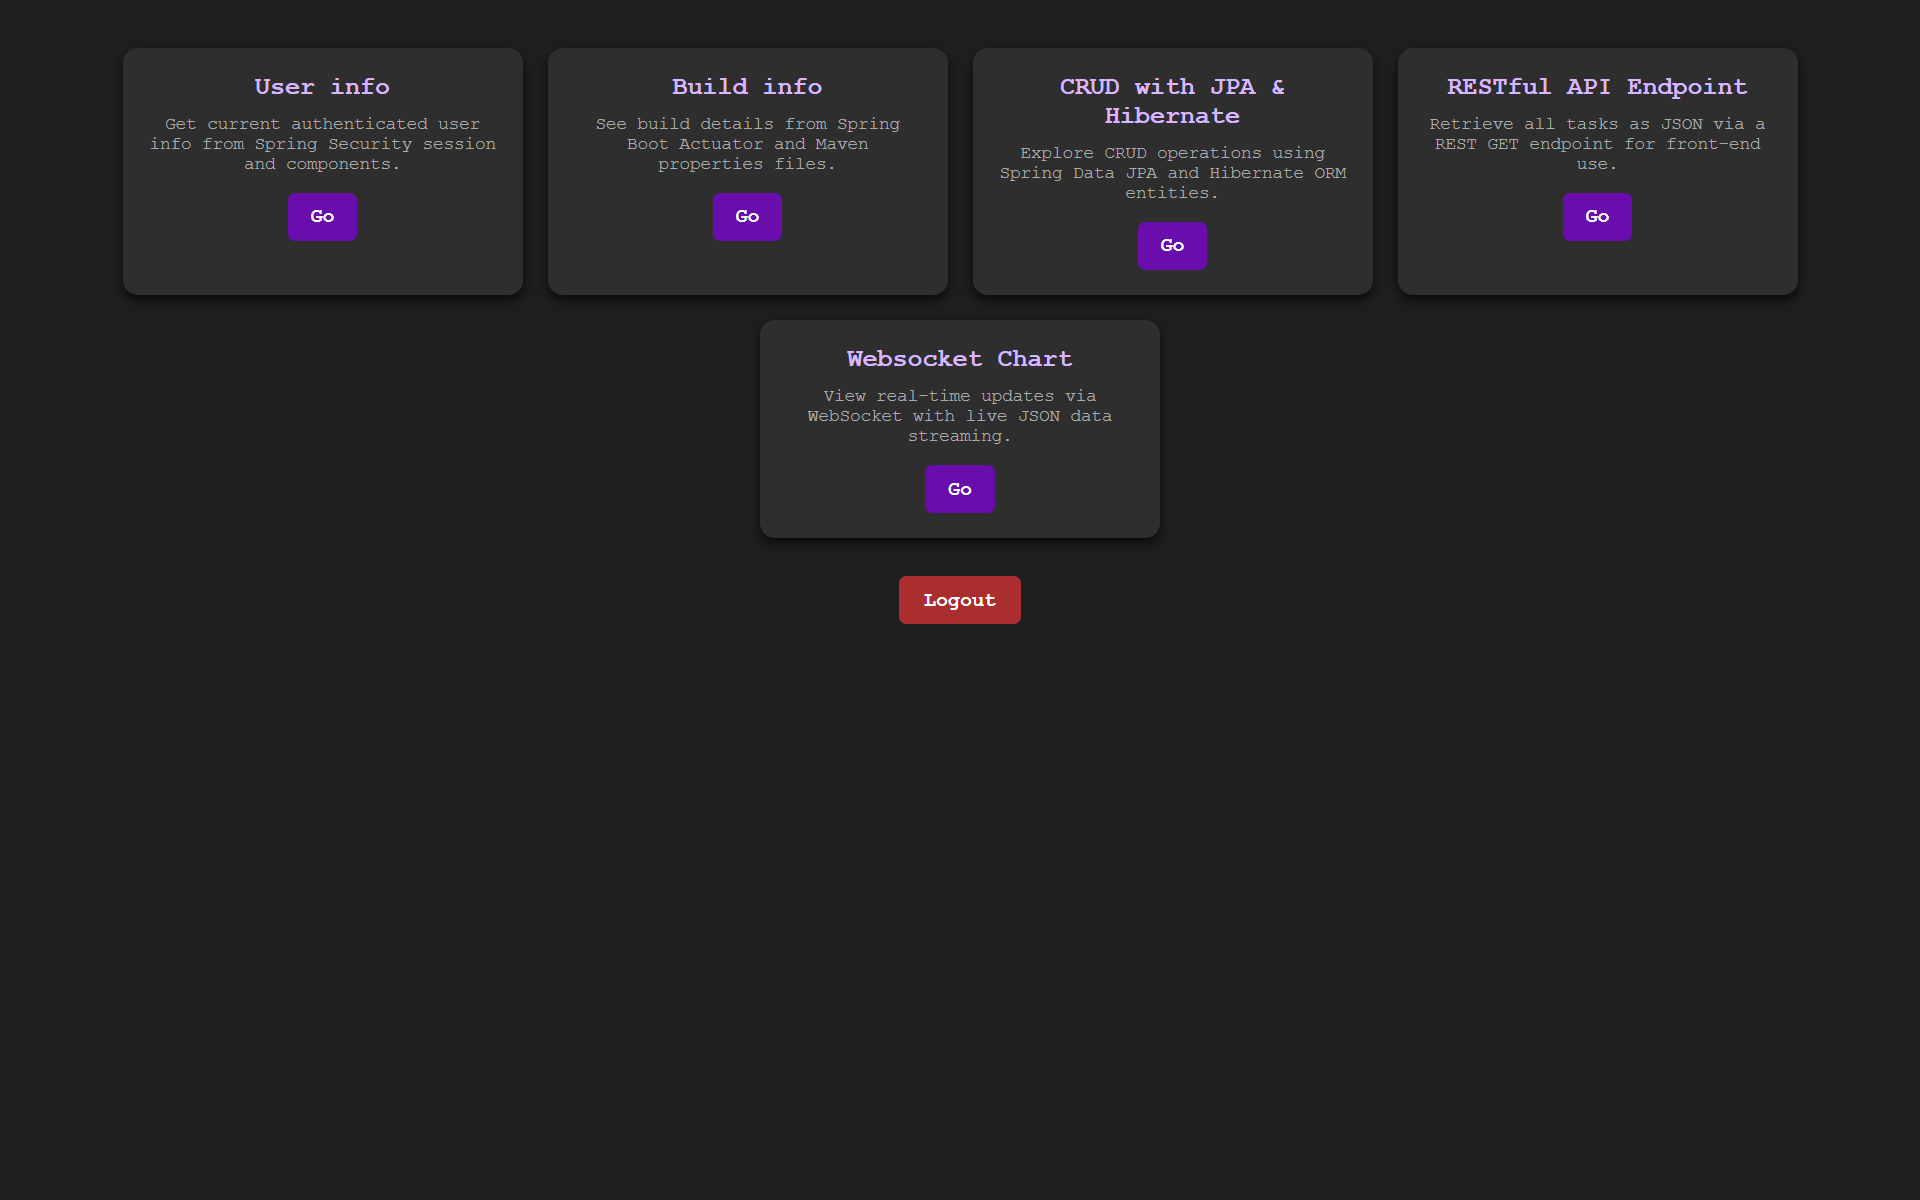 User info
Get current authenticated user
info from Spring Security session
and components.
Go
Build info
See build details from Spring
Boot Actuator and Maven
properties files.
Go
CRUD with JPA &
Hibernate
Explore CRUD operations using
Spring Data JPA and Hibernate ORM
entities.
Go
RESTful API Endpoint
Retrieve all tasks as JSON via a
REST GET endpoint for front-end
use.
Go
Websocket Chart
View real-time updates via
WebSocket with live JSON data
streaming.
Go
Logout